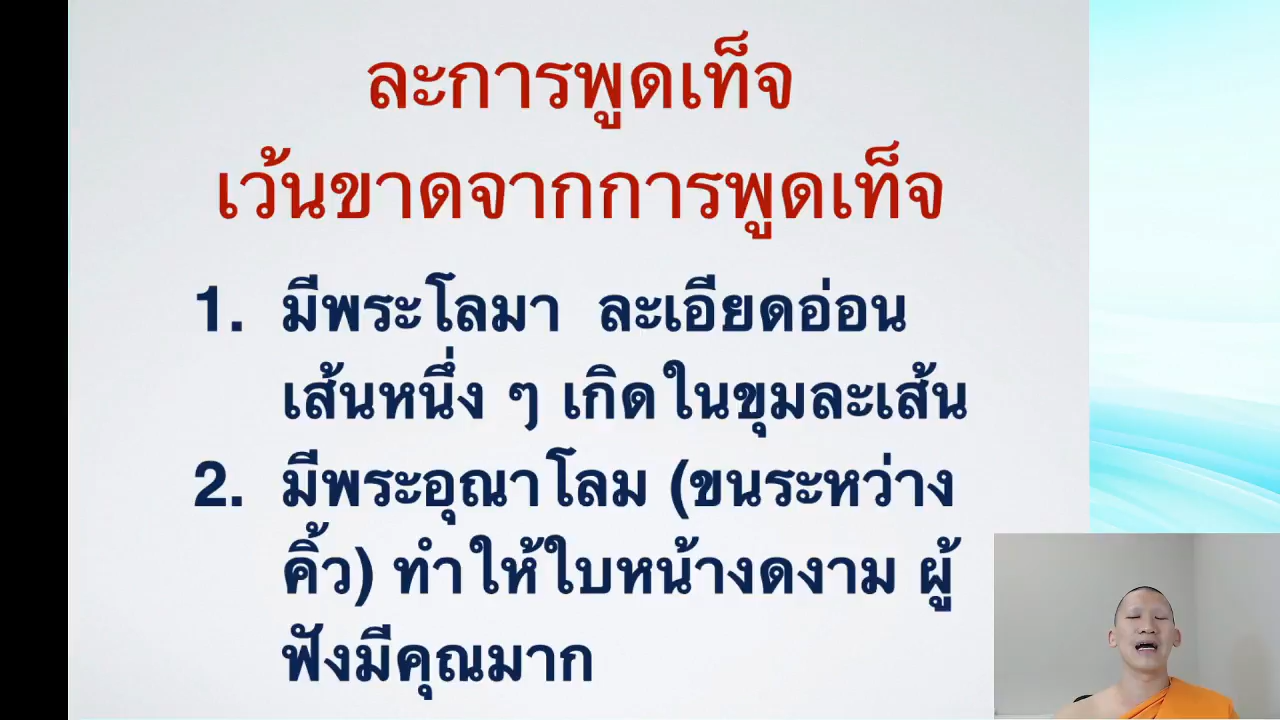 ละการพูดเท็จ
เว้นขาดจากการพูดเท็จ
1. มีพระโลมา ละเอียดอ่อน
เส้นหนึ่ง ๆ เกิดในขุมละเส้น
2. มีพระอุณาโลม (ขนระหว่าง
คิ้ว) ทำให้ใบหน้างดงาม ผู้
ฟังมีคุณมาก